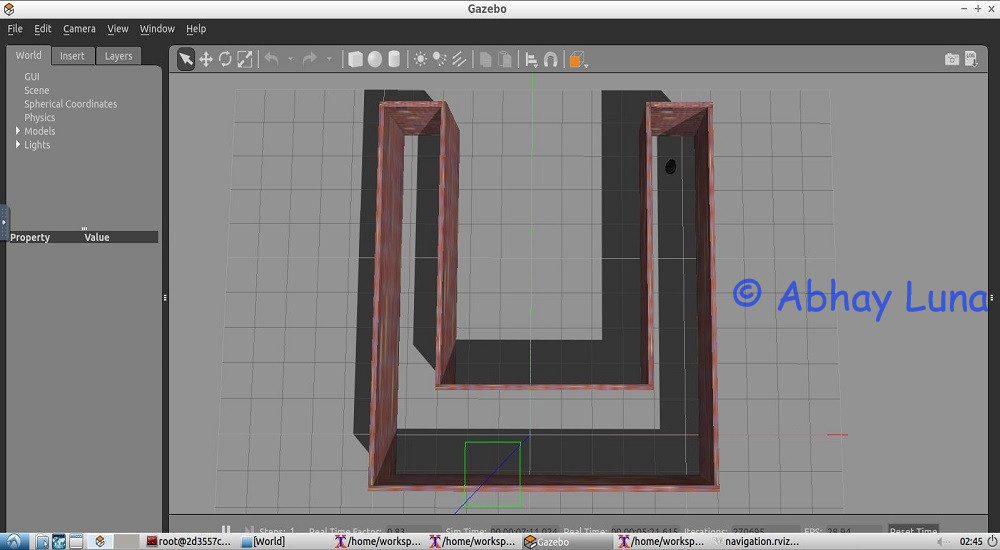 Gazebo
File Edit Camera View Window Help
World Insert Layers
GUI
Scene
Spherical Coordinates
Physics
Models
Lights
Property Value
© Abhay Luna
Steps: 1 Real Time Factor: 0.83 Sim Time: 00 00:07:11.024 Real Time: 00 00:05:21.615 Iterations: 270695 FPS: 28.94 Reset Time
root@2d3557c... [World] /home/worksp... /home/worksp... Gazebo /home/worksp... navigation.rviz... 02:45